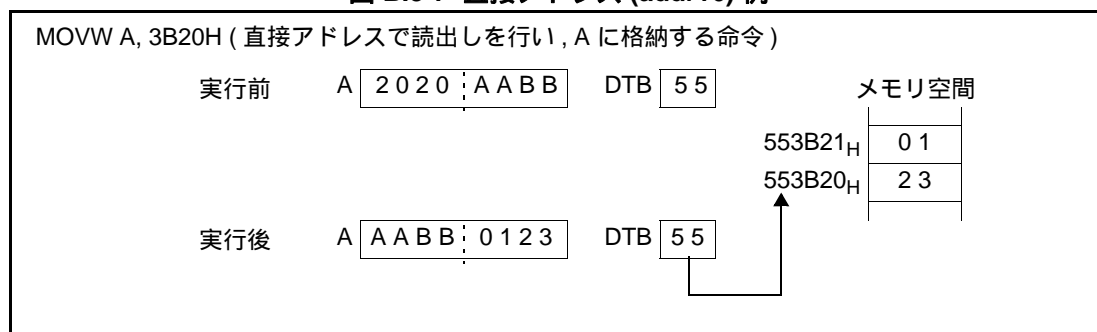 MOVW A, 3B20H ( 直接アドレスで読出しを行い , A に格納する命令 )
実行前 A 2020 AABB DTB 55 メモリ空間
553B21H 01
553B20H 23
実行後 A AABB 0123 DTB 55